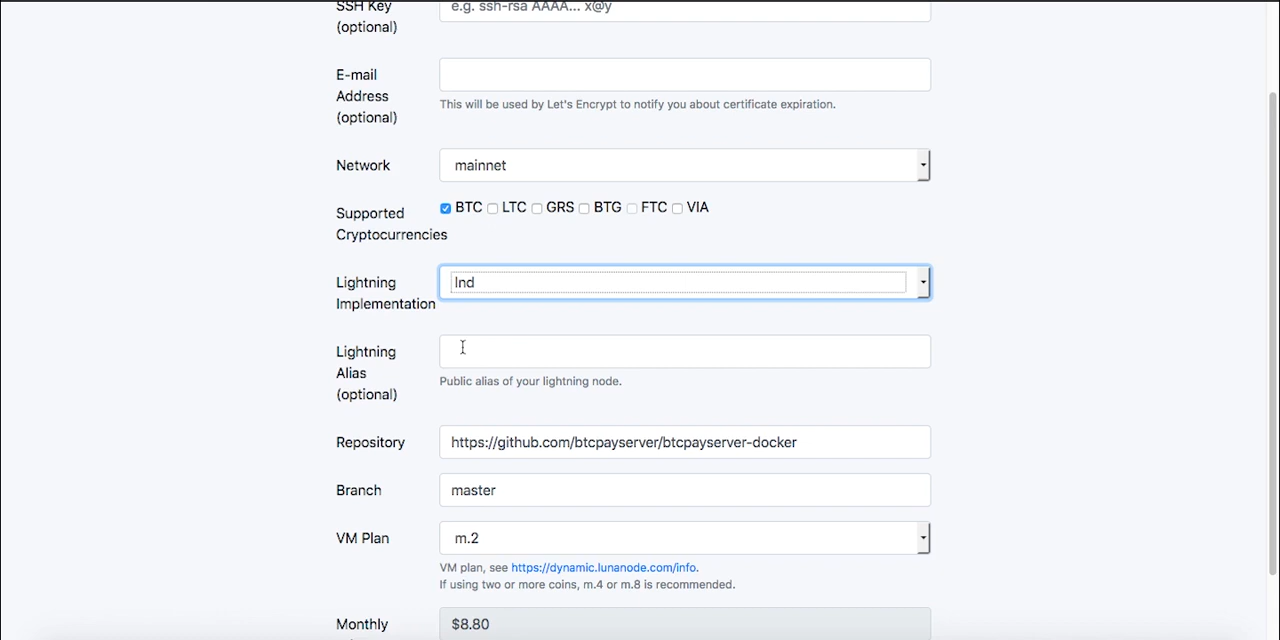 SSH Key
(optional)
e.g. ssh-rsa AAAA... x@y
E-mail
Address
(optional)
This will be used by Let's Encrypt to notify you about certificate expiration.
Network
mainnet
Supported
Cryptocurrencies
BTC LTC GRS BTG FTC VIA
Lightning
Implementation
lnd
Lightning
Alias
(optional)
Public alias of your lightning node.
Repository
https://github.com/btcpayserver/btcpayserver-docker
Branch
master
VM Plan
m.2
VM plan, see https://dynamic.lunanode.com/info.
If using two or more coins, m.4 or m.8 is recommended.
Monthly
$8.80